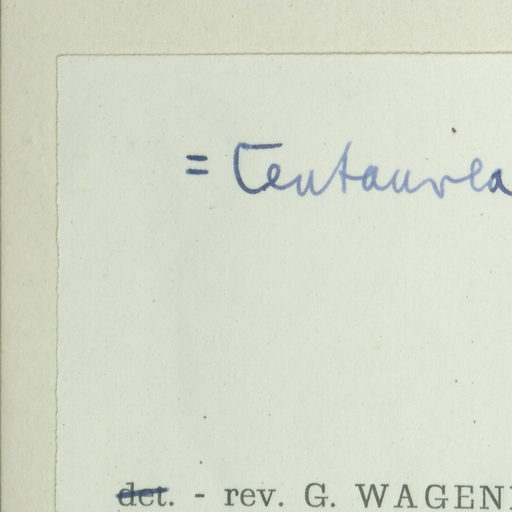 = Centaurea
det. - rev. G. WAGEN